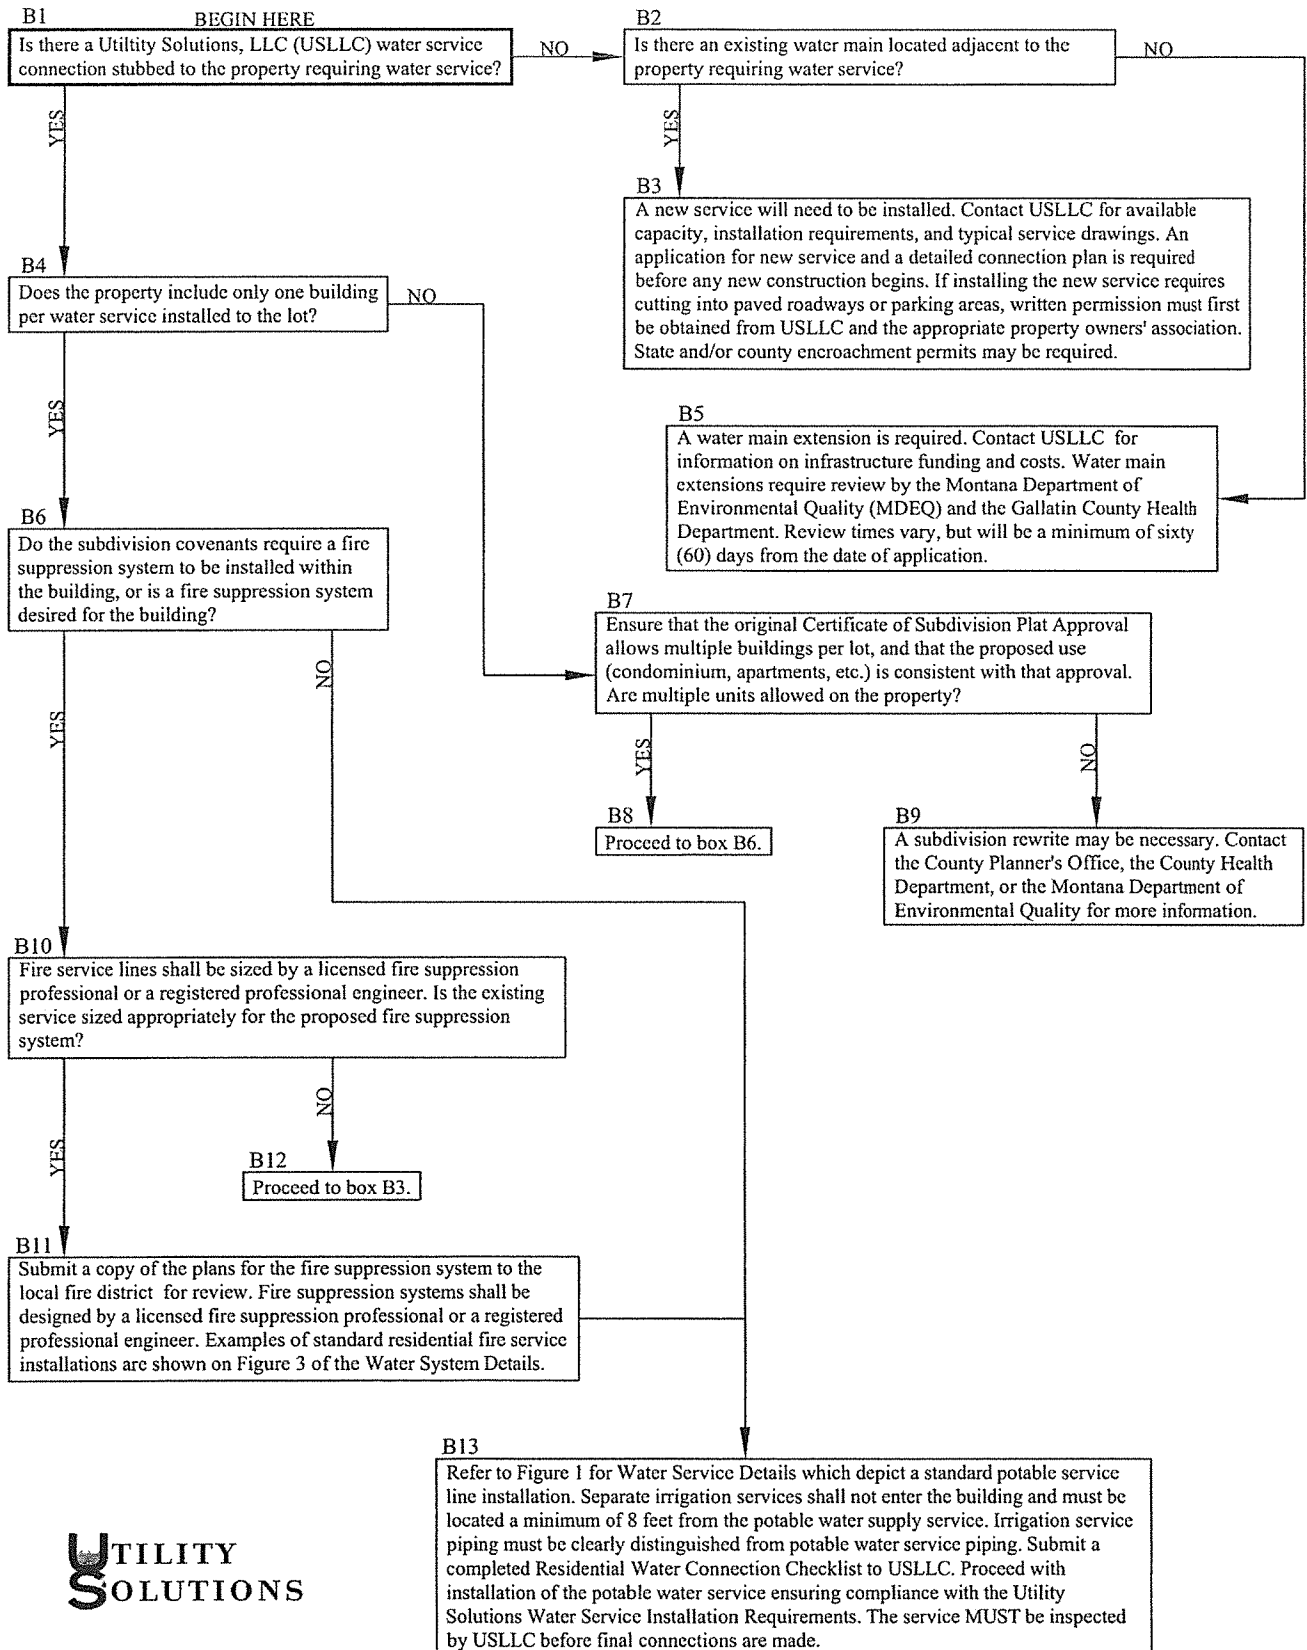 B1
BEGIN HERE
Is there a Utiltity Solutions, LLC (USLLC) water service
connection stubbed to the property requiring water service?
NO
B2
Is there an existing water main located adjacent to the
property requiring water service?
NO
YES
YES
B3
A new service will need to be installed. Contact USLLC for available
capacity, installation requirements, and typical service drawings. An
application for new service and a detailed connection plan is required
before any new construction begins. If installing the new service requires
cutting into paved roadways or parking areas, written permission must first
be obtained from USLLC and the appropriate property owners' association.
State and/or county encroachment permits may be required.
B4
Does the property include only one building
per water service installed to the lot?
NO
YES
B5
A water main extension is required. Contact USLLC for
information on infrastructure funding and costs. Water main
extensions require review by the Montana Department of
Environmental Quality (MDEQ) and the Gallatin County Health
Department. Review times vary, but will be a minimum of sixty
(60) days from the date of application.
B6
Do the subdivision covenants require a fire
suppression system to be installed within
the building, or is a fire suppression system
desired for the building?
B7
Ensure that the original Certificate of Subdivision Plat Approval
allows multiple buildings per lot, and that the proposed use
(condominium, apartments, etc.) is consistent with that approval.
Are multiple units allowed on the property?
NO
YES
YES
NO
B8
Proceed to box B6.
B9
A subdivision rewrite may be necessary. Contact
the County Planner's Office, the County Health
Department, or the Montana Department of
Environmental Quality for more information.
B10
Fire service lines shall be sized by a licensed fire suppression
professional or a registered professional engineer. Is the existing
service sized appropriately for the proposed fire suppression
system?
NO
YES
B12
Proceed to box B3.
B11
Submit a copy of the plans for the fire suppression system to the
local fire district for review. Fire suppression systems shall be
designed by a licensed fire suppression professional or a registered
professional engineer. Examples of standard residential fire service
installations are shown on Figure 3 of the Water System Details.
B13
Refer to Figure 1 for Water Service Details which depict a standard potable service
line installation. Separate irrigation services shall not enter the building and must be
located a minimum of 8 feet from the potable water supply service. Irrigation service
piping must be clearly distinguished from potable water service piping. Submit a
completed Residential Water Connection Checklist to USLLC. Proceed with
installation of the potable water service ensuring compliance with the Utility
Solutions Water Service Installation Requirements. The service MUST be inspected
by USLLC before final connections are made.
UTILITY
SOLUTIONS